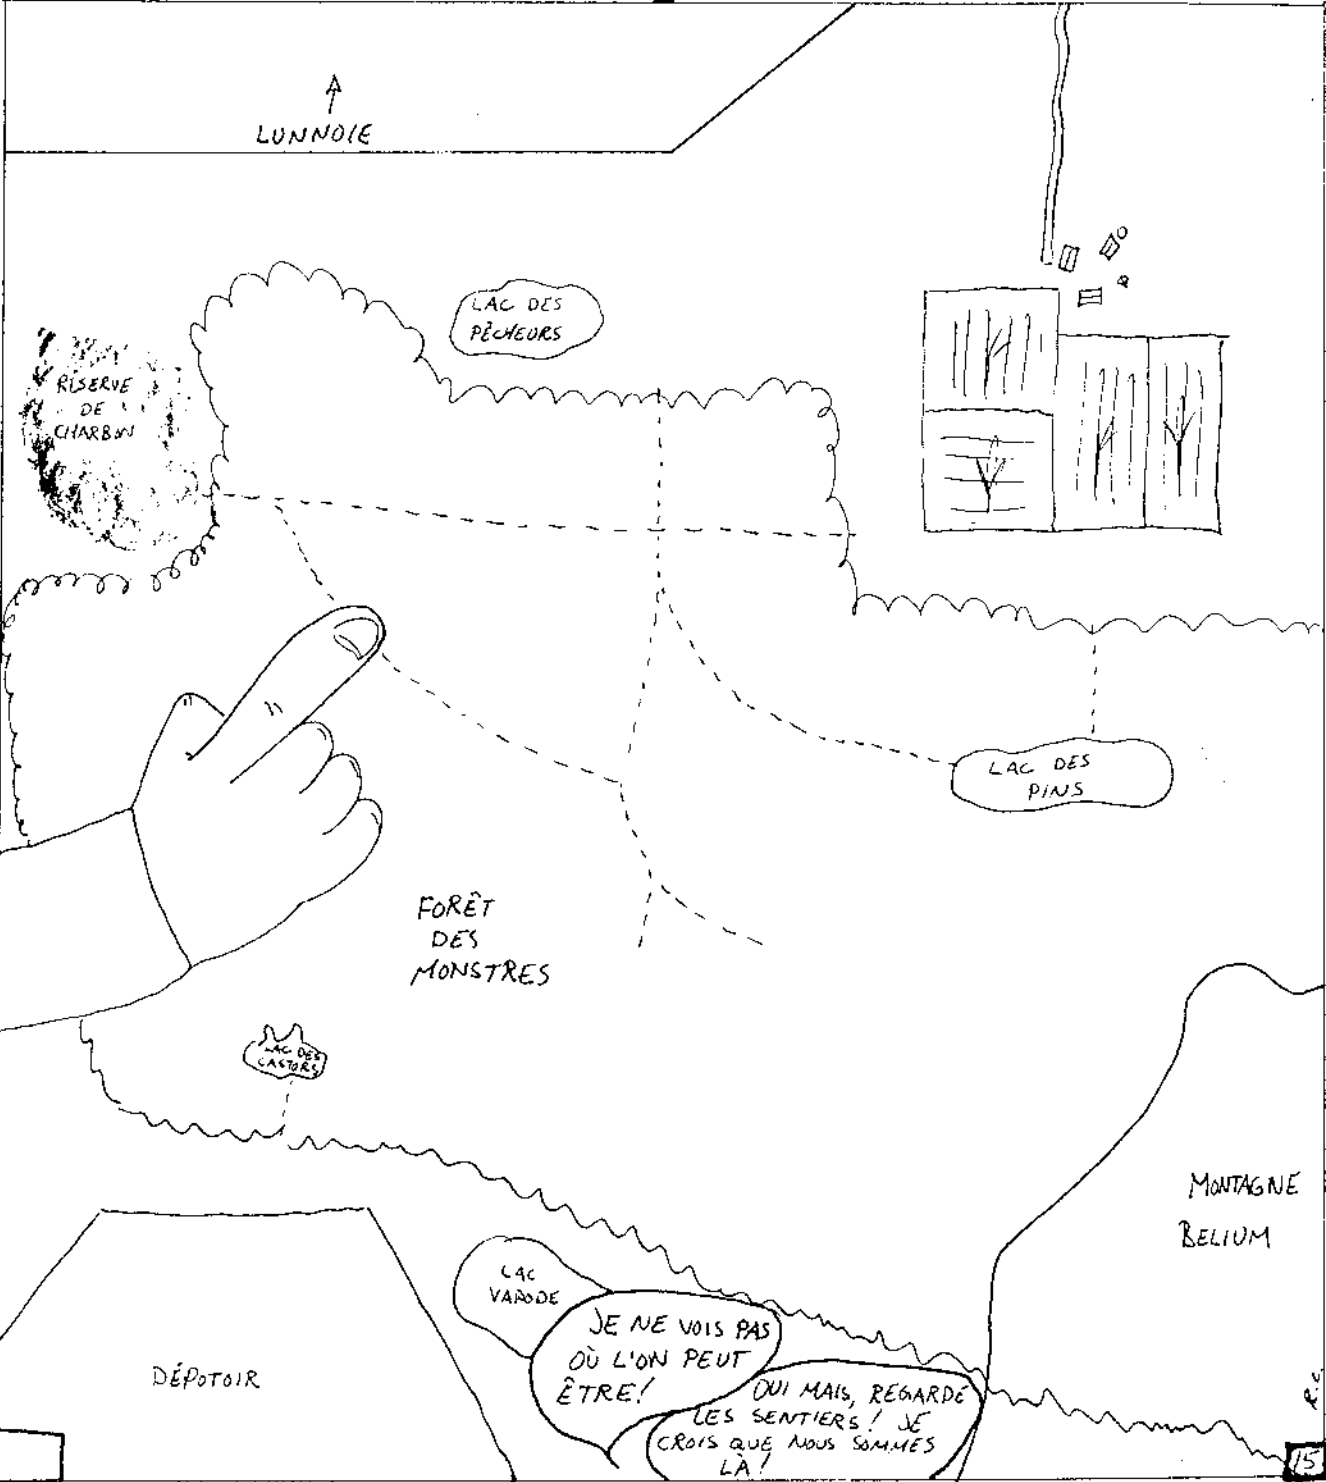 LUNNOIE
LAC DES
PÊCHEURS
RÉSERVE
DE
CHARBON
LAC DES
PINS
FORÊT
DES
MONSTRES
LAC DES
CASTORS
MONTAGNE
BELIUM
LAC
VAPODE
DÉPOTOIR
JE NE VOIS PAS
OÙ L'ON PEUT
ÊTRE!
OUI MAIS, REGARDE
LES SENTIERS! JE
CROIS QUE NOUS SOMMES
LÀ!
R.C.
15